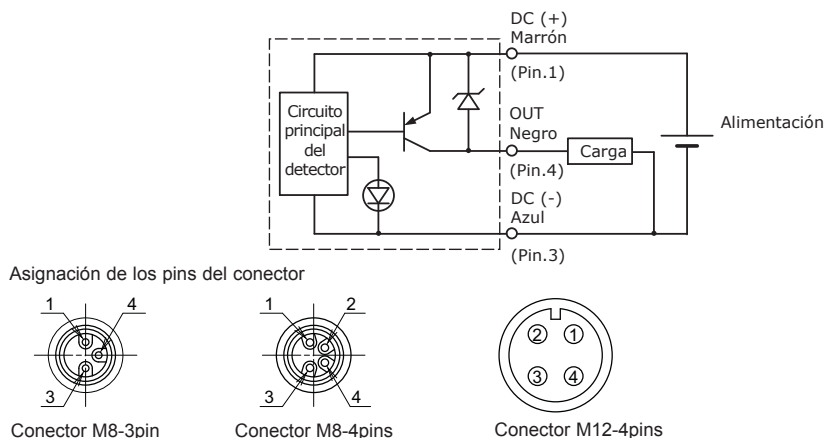 DC (+)
Marrón
(Pin.1)
Circuito
principal
del
detector
OUT
Negro
(Pin.4)
Carga
Alimentación
DC (-)
Azul
(Pin.3)
Asignación de los pins del conector
1 4
3
Conector M8-3pin
1 2
3 4
Conector M8-4pins
2 1
3 4
Conector M12-4pins